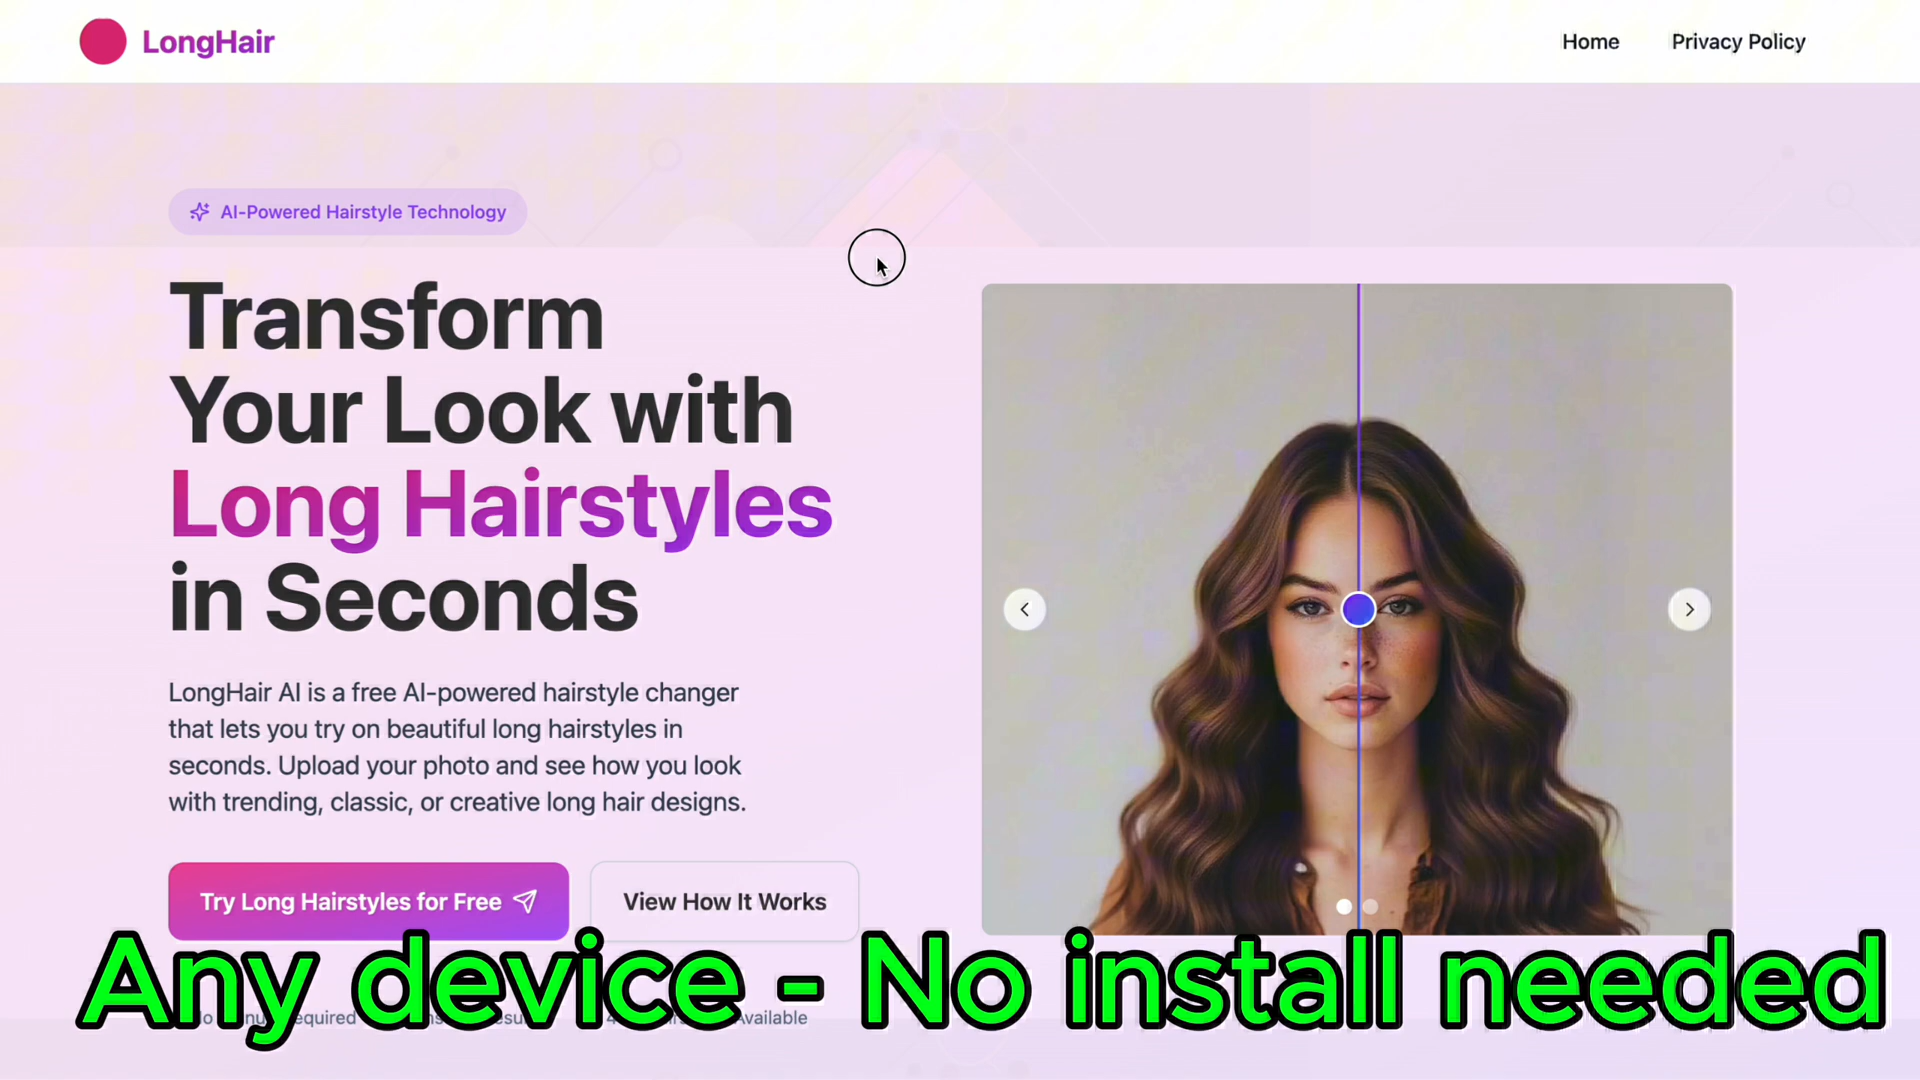 LongHair
Home
Privacy Policy
AI-Powered Hairstyle Technology
Transform
Your Look with
Long Hairstyles
in Seconds
LongHair AI is a free AI-powered hairstyle changer
that lets you try on beautiful long hairstyles in
seconds. Upload your photo and see how you look
with trending, classic, or creative long hair designs.
Try Long Hairstyles for Free
View How It Works
Any device - No install needed
Available